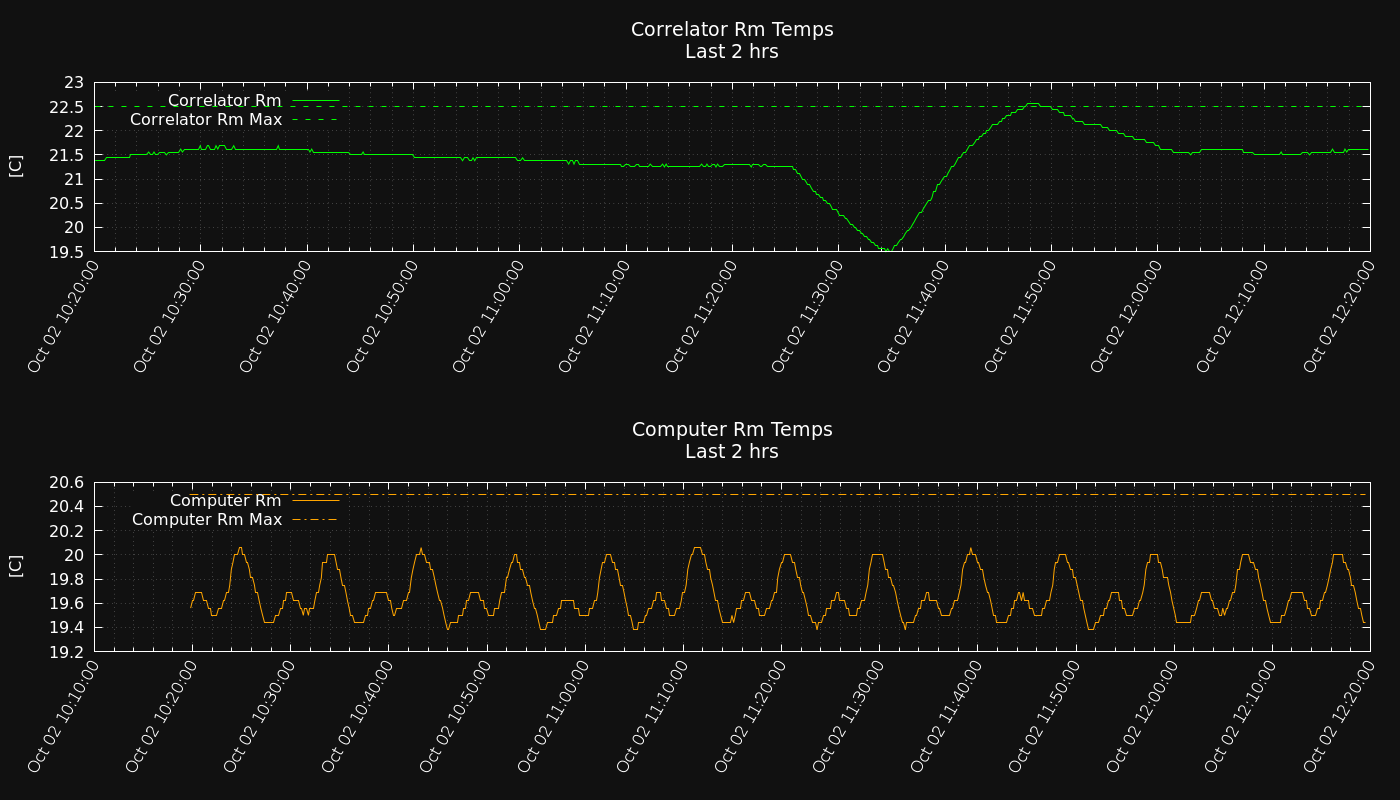 Correlator Rm Temps
Last 2 hrs
23
22.5
22
21.5
21
20.5
20
19.5
[C]
Correlator Rm
Correlator Rm Max
Oct 02 10:20:00
Oct 02 10:30:00
Oct 02 10:40:00
Oct 02 10:50:00
Oct 02 11:00:00
Oct 02 11:10:00
Oct 02 11:20:00
Oct 02 11:30:00
Oct 02 11:40:00
Oct 02 11:50:00
Oct 02 12:00:00
Oct 02 12:10:00
Oct 02 12:20:00
Computer Rm Temps
Last 2 hrs
20.6
20.4
20.2
20
19.8
19.6
19.4
19.2
[C]
Computer Rm
Computer Rm Max
Oct 02 10:10:00
Oct 02 10:20:00
Oct 02 10:30:00
Oct 02 10:40:00
Oct 02 10:50:00
Oct 02 11:00:00
Oct 02 11:10:00
Oct 02 11:20:00
Oct 02 11:30:00
Oct 02 11:40:00
Oct 02 11:50:00
Oct 02 12:00:00
Oct 02 12:10:00
Oct 02 12:20:00